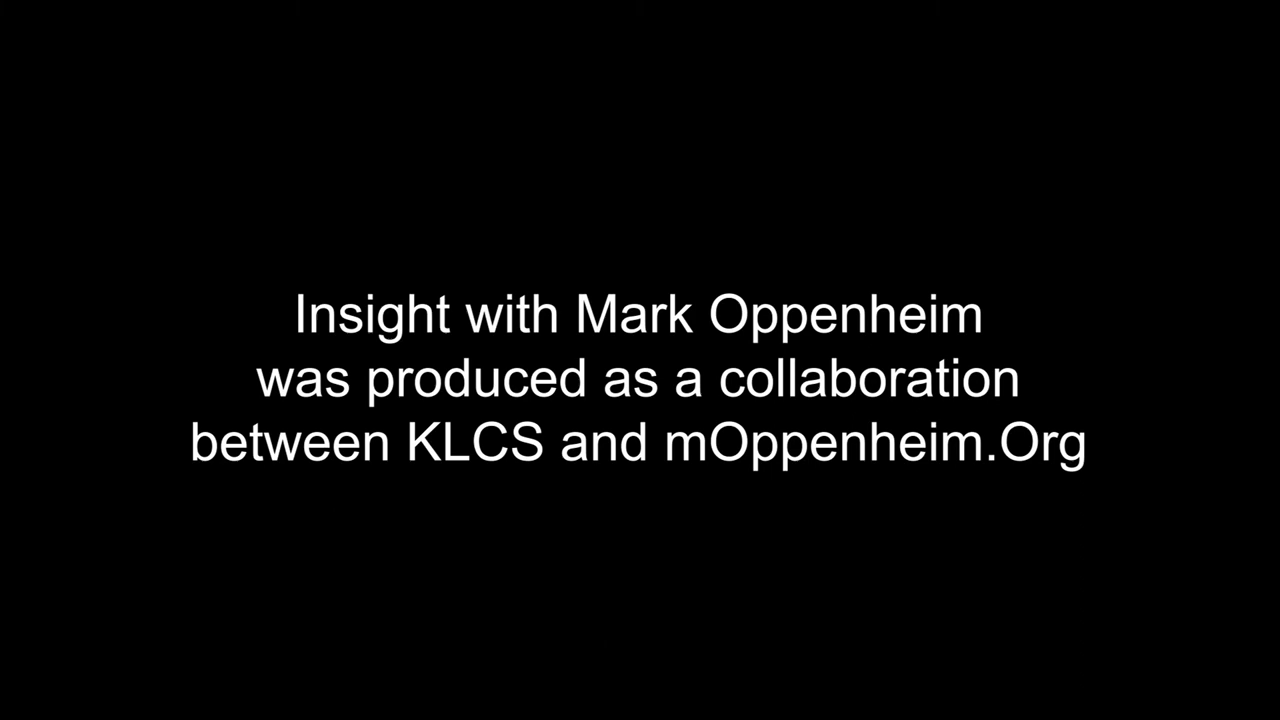 Insight with Mark Oppenheim
was produced as a collaboration
between KLCS and mOppenheim.Org